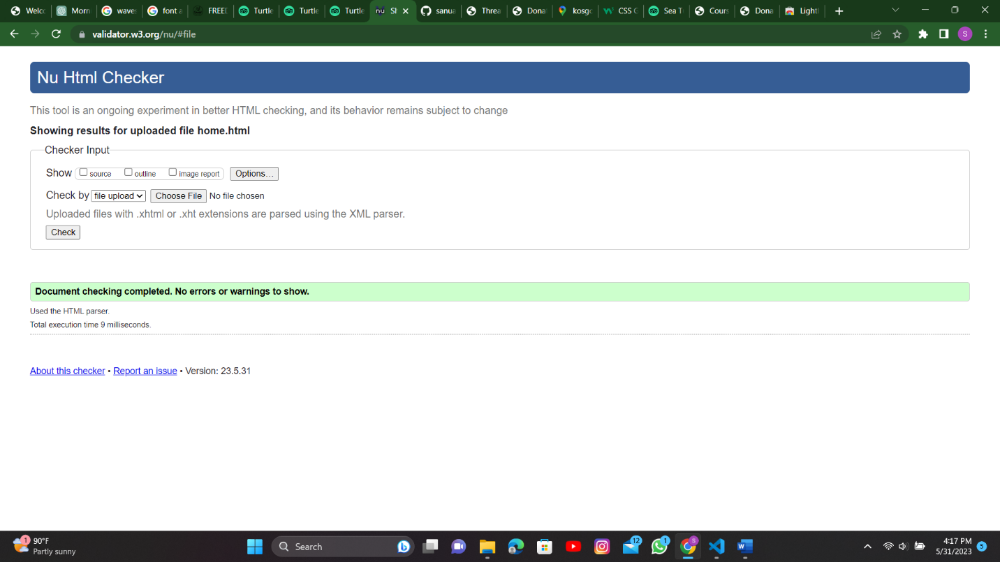 Welco
Morn
waves
font a
FREED
Turtle
Turtle
Turtle
nu Sh
sanua
Threa
Dona
kosgo
CSS G
Sea T
Cours
Dona
Light
validator.w3.org/nu/#file
S
Nu Html Checker
This tool is an ongoing experiment in better HTML checking, and its behavior remains subject to change
Showing results for uploaded file home.html
Checker Input
Show source outline image report Options…
Check by file upload Choose File No file chosen
Uploaded files with .xhtml or .xht extensions are parsed using the XML parser.
Check
Document checking completed. No errors or warnings to show.
Used the HTML parser.
Total execution time 9 milliseconds.
About this checker • Report an issue • Version: 23.5.31
1
90°F
Partly sunny
Search
12
1
S
4:17 PM
5/31/2023
5